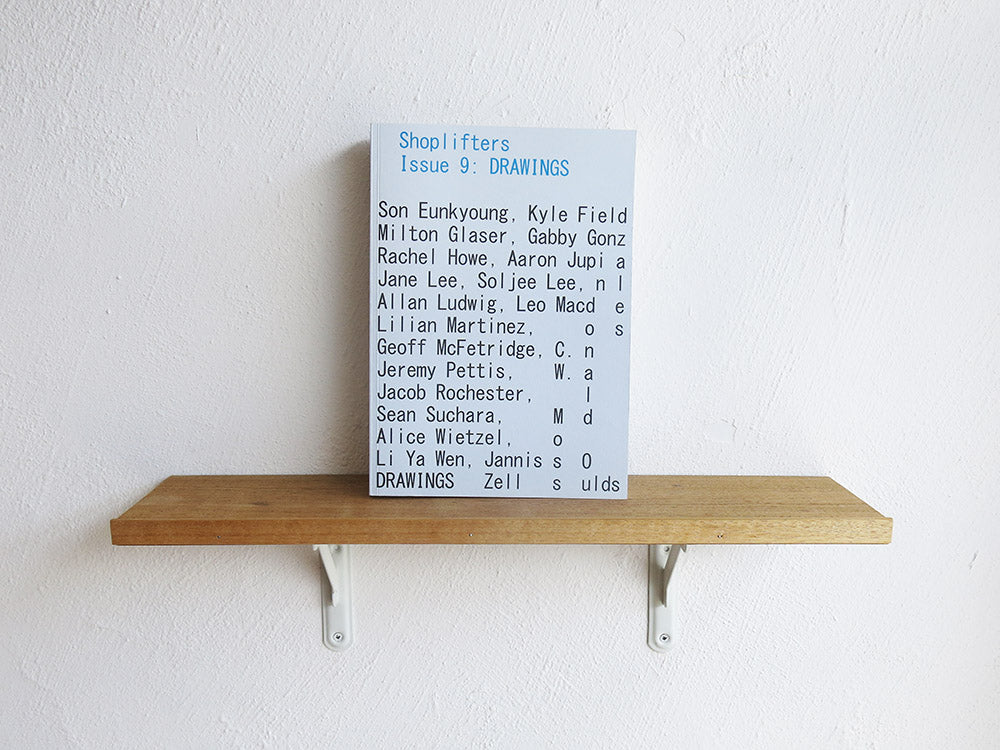 Shoplifters
Issue 9: DRAWINGS
Son Eunkyoung, Kyle Field
Milton Glaser, Gabby Gonz
Rachel Howe, Aaron Jupi a
Jane Lee, Soljee Lee, n l
Allan Ludwig, Leo Macd e
Lilian Martinez, o s
Geoff McFetridge, C. n
Jeremy Pettis, W. a
Jacob Rochester, l
Sean Suchara, M d
Alice Wietzel, o
Li Ya Wen, Jannis s O
DRAWINGS Zell s ulds